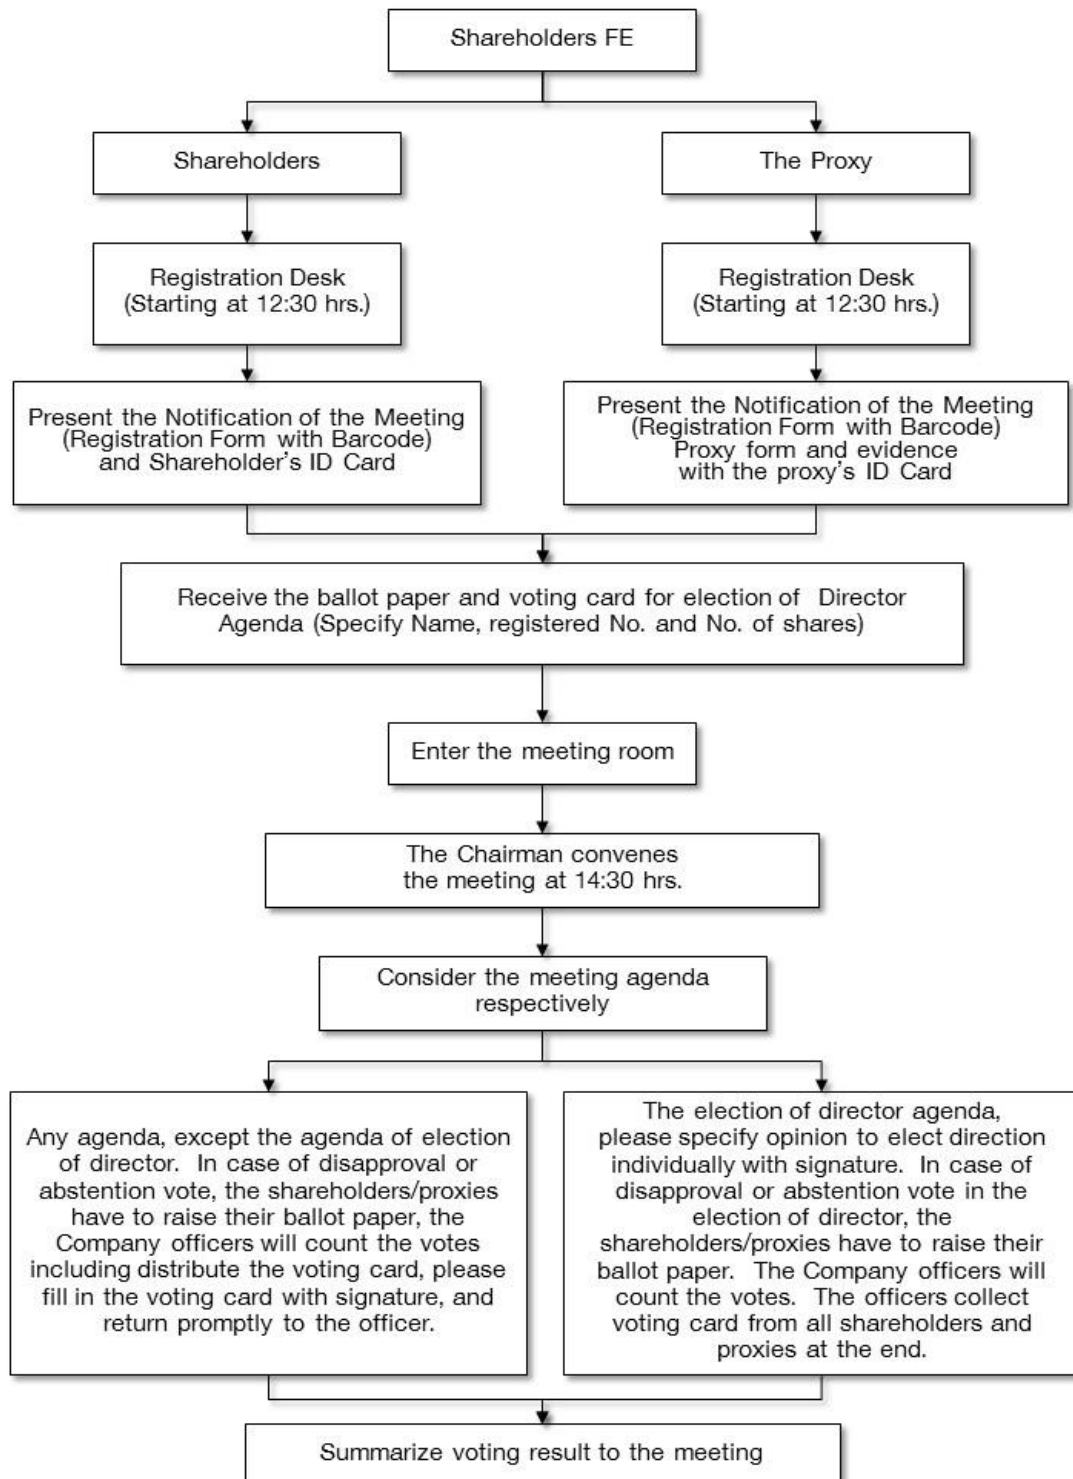 Shareholders FE
Shareholders
The Proxy
Registration Desk
(Starting at 12:30 hrs.)
Registration Desk
(Starting at 12:30 hrs.)
Present the Notification of the Meeting
(Registration Form with Barcode)
and Shareholder's ID Card
Present the Notification of the Meeting
(Registration Form with Barcode)
Proxy form and evidence
with the proxy's ID Card
Receive the ballot paper and voting card for election of Director
Agenda (Specify Name, registered No. and No. of shares)
Enter the meeting room
The Chairman convenes
the meeting at 14:30 hrs.
Consider the meeting agenda
respectively
Any agenda, except the agenda of election
of director. In case of disapproval or
abstention vote, the shareholders/proxies
have to raise their ballot paper, the
Company officers will count the votes
including distribute the voting card, please
fill in the voting card with signature, and
return promptly to the officer.
The election of director agenda,
please specify opinion to elect direction
individually with signature. In case of
disapproval or abstention vote in the
election of director, the
shareholders/proxies have to raise their
ballot paper. The Company officers will
count the votes. The officers collect
voting card from all shareholders and
proxies at the end.
Summarize voting result to the meeting